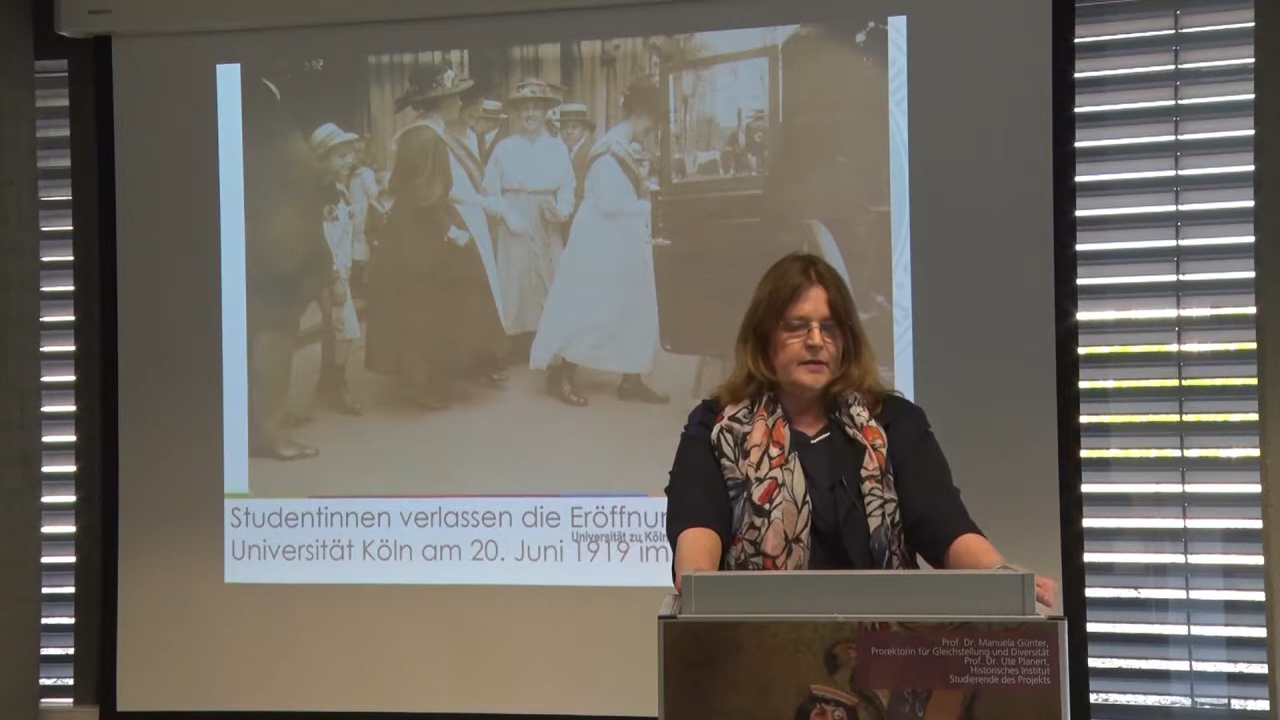 Studentinnen verlassen die
Universität zu Köln
Universität Köln am 20. Juni 1919 im
Prof. Dr. Manuela Günter,
Prorektorin für Gleichstellung und Diversität
Prof. Dr. Ute Planert,
Historisches Institut
Studierende des Projekts